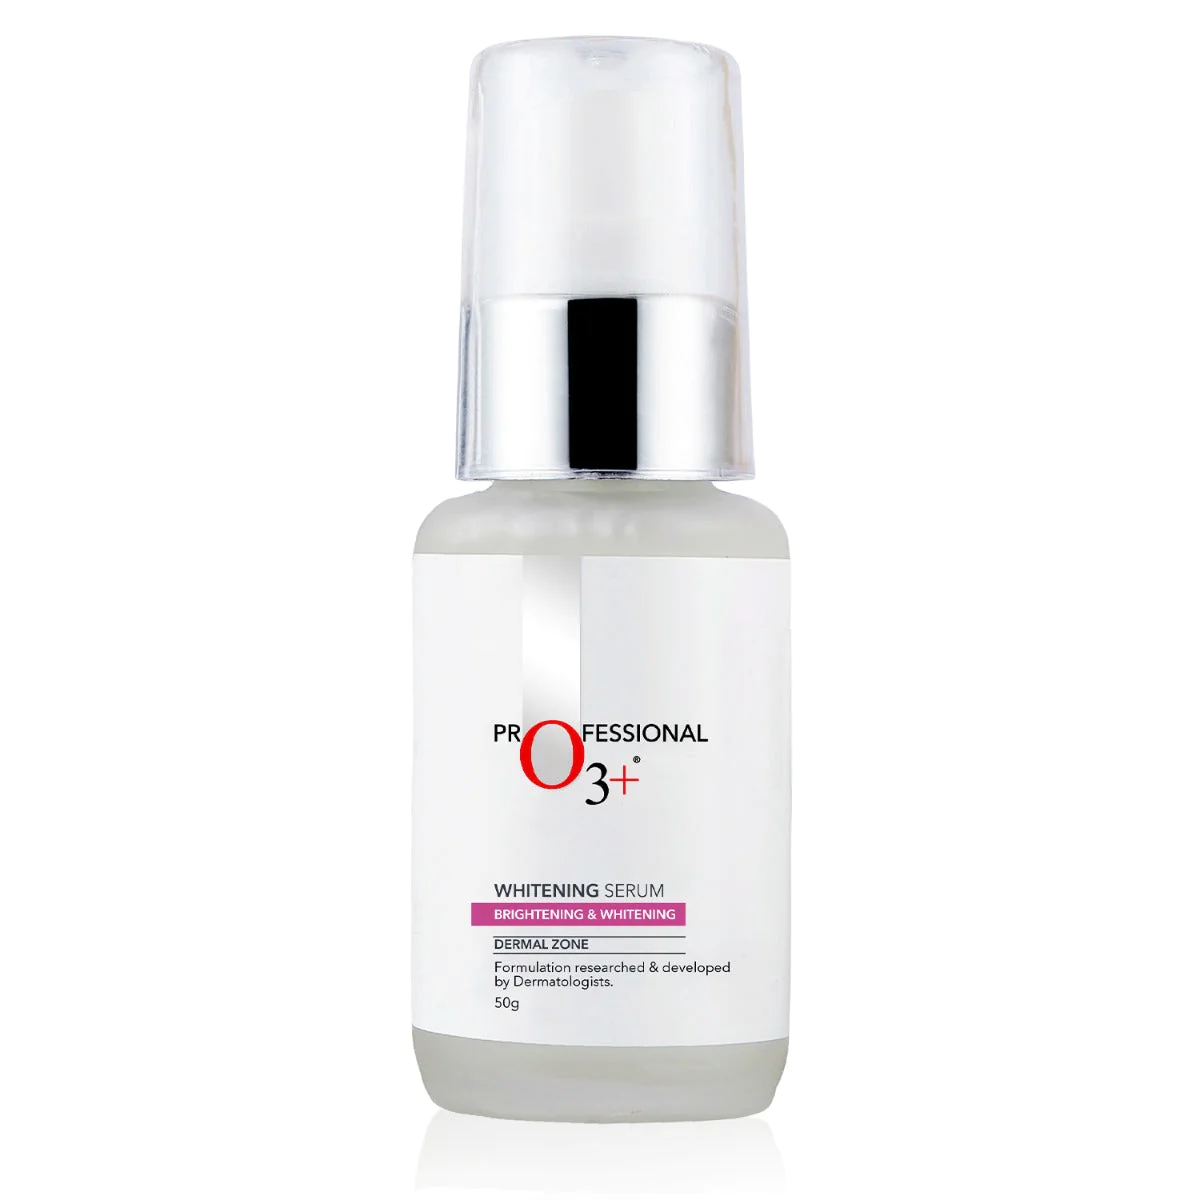 PROFESSIONAL
O3+®
WHITENING SERUM
BRIGHTENING & WHITENING
DERMAL ZONE
Formulation researched & developed
by Dermatologists.
50g